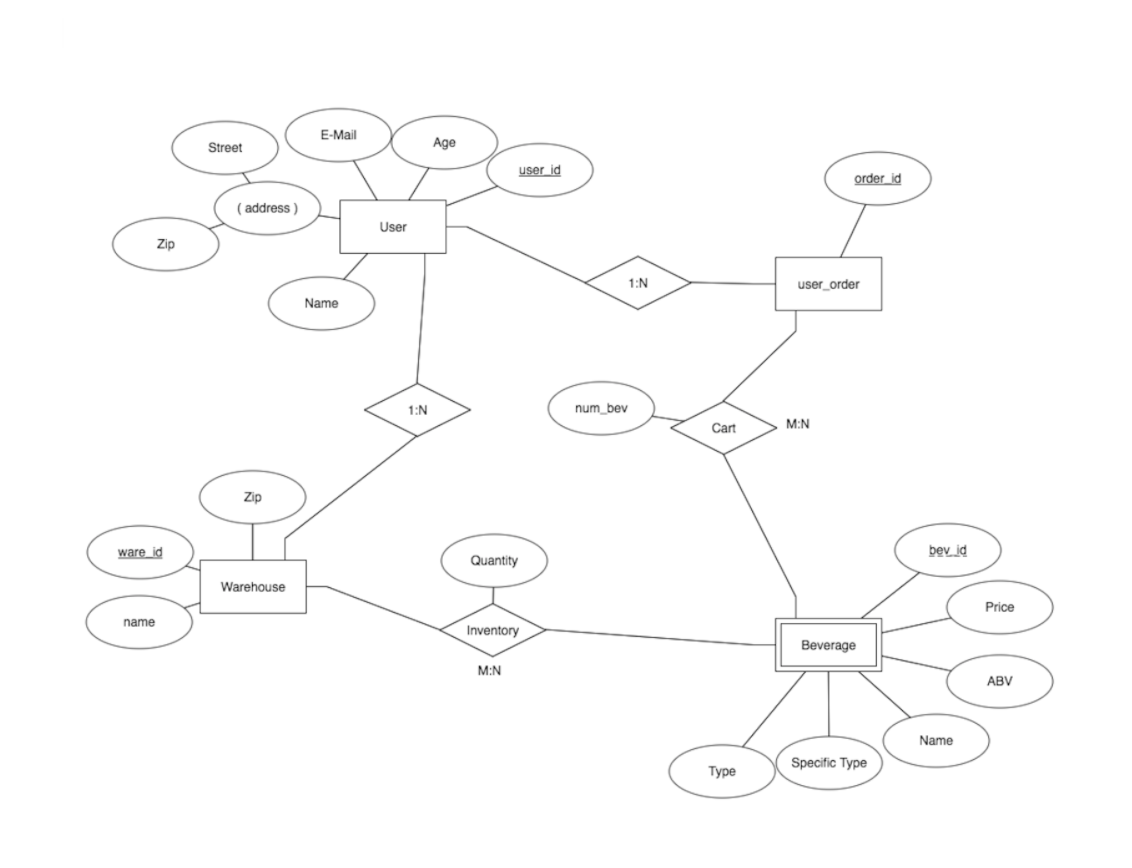 E-Mail
Age
Street
user_id
order_id
( address )
User
Zip
1:N
user_order
Name
1:N
num_bev
Cart
M:N
Zip
ware_id
bev_id
Quantity
Warehouse
Price
name
Inventory
Beverage
M:N
ABV
Name
Specific Type
Type